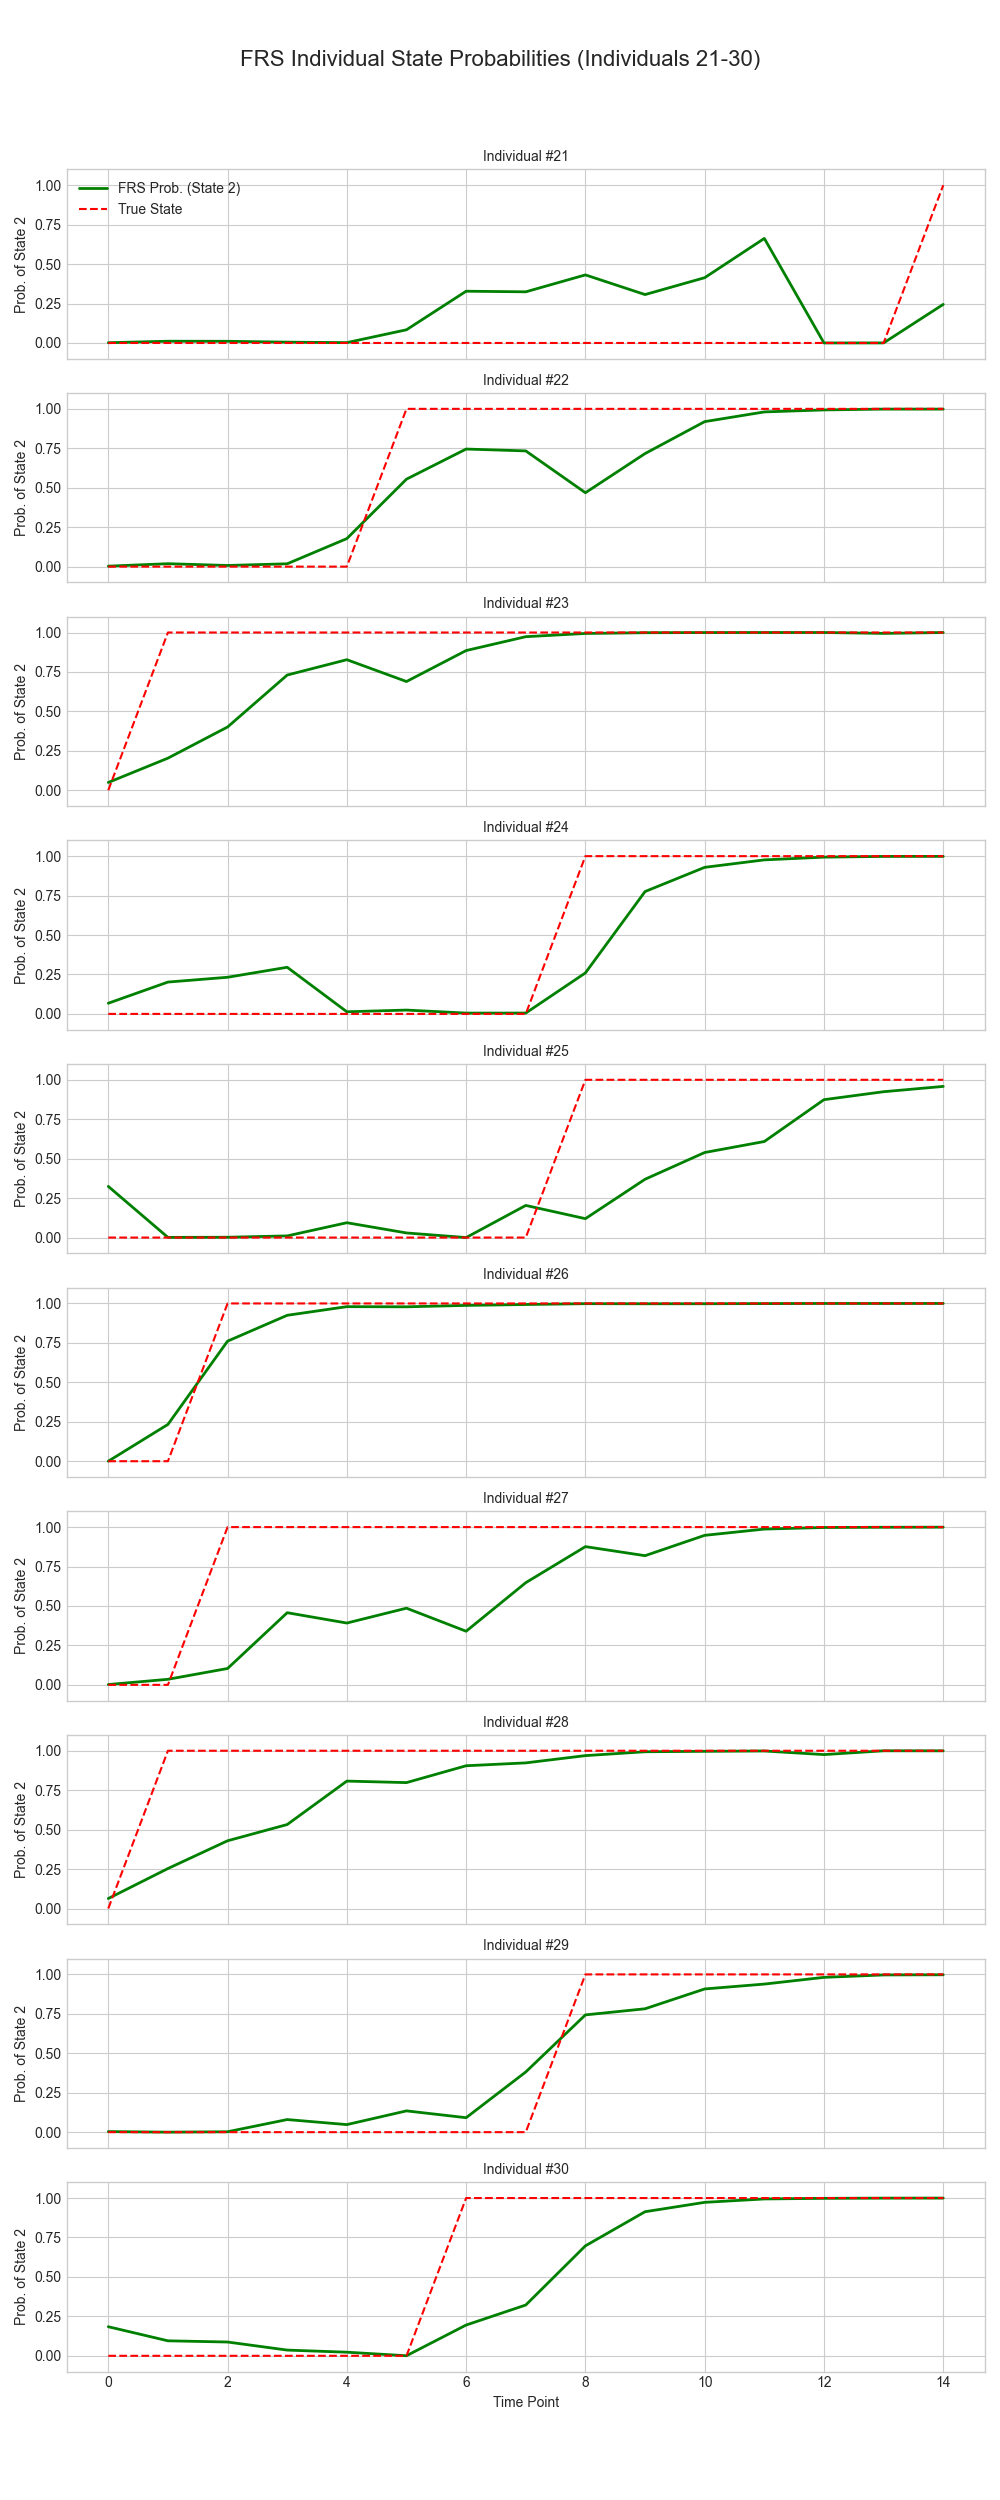 FRS Individual State Probabilities (Individuals 21-30)
Individual #21
FRS Prob. (State 2)
True State
1.00
0.75
0.50
0.25
0.00
Prob. of State 2
Individual #22
1.00
0.75
0.50
0.25
0.00
Prob. of State 2
Individual #23
1.00
0.75
0.50
0.25
0.00
Prob. of State 2
Individual #24
1.00
0.75
0.50
0.25
0.00
Prob. of State 2
Individual #25
1.00
0.75
0.50
0.25
0.00
Prob. of State 2
Individual #26
1.00
0.75
0.50
0.25
0.00
Prob. of State 2
Individual #27
1.00
0.75
0.50
0.25
0.00
Prob. of State 2
Individual #28
1.00
0.75
0.50
0.25
0.00
Prob. of State 2
Individual #29
1.00
0.75
0.50
0.25
0.00
Prob. of State 2
Individual #30
1.00
0.75
0.50
0.25
0.00
Prob. of State 2
0 2 4 6 8 10 12 14
Time Point